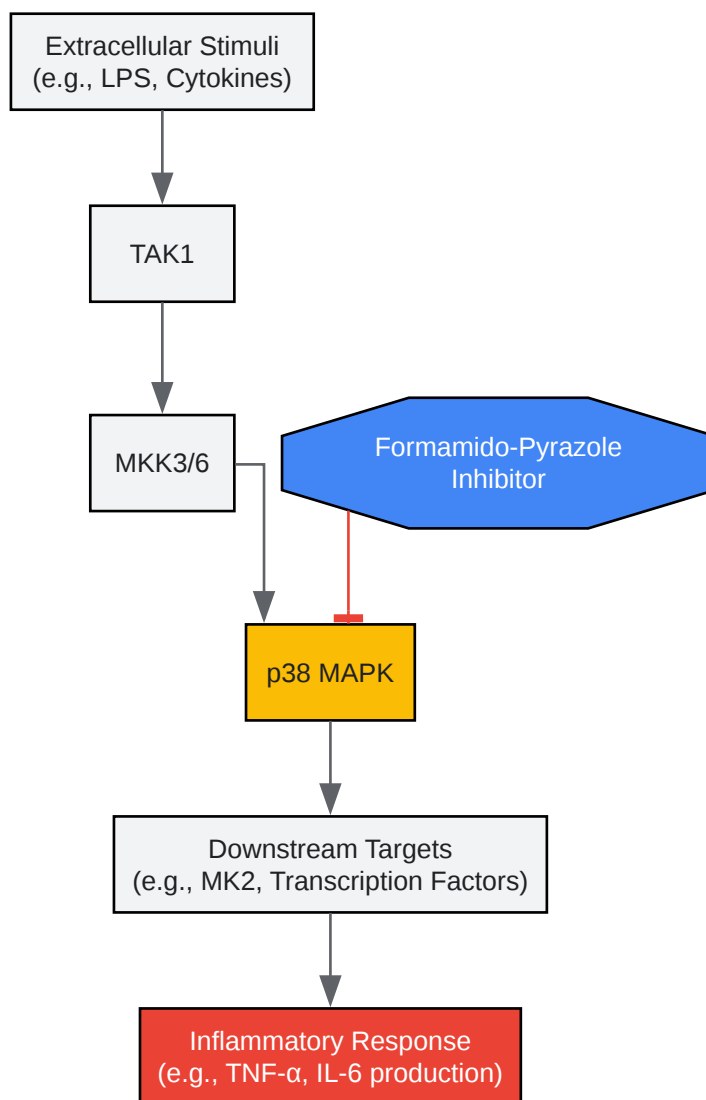 Extracellular Stimuli
(e.g., LPS, Cytokines)
TAK1
MKK3/6
Formamido-Pyrazole
Inhibitor
p38 MAPK
Downstream Targets
(e.g., MK2, Transcription Factors)
Inflammatory Response
(e.g., TNF-α, IL-6 production)